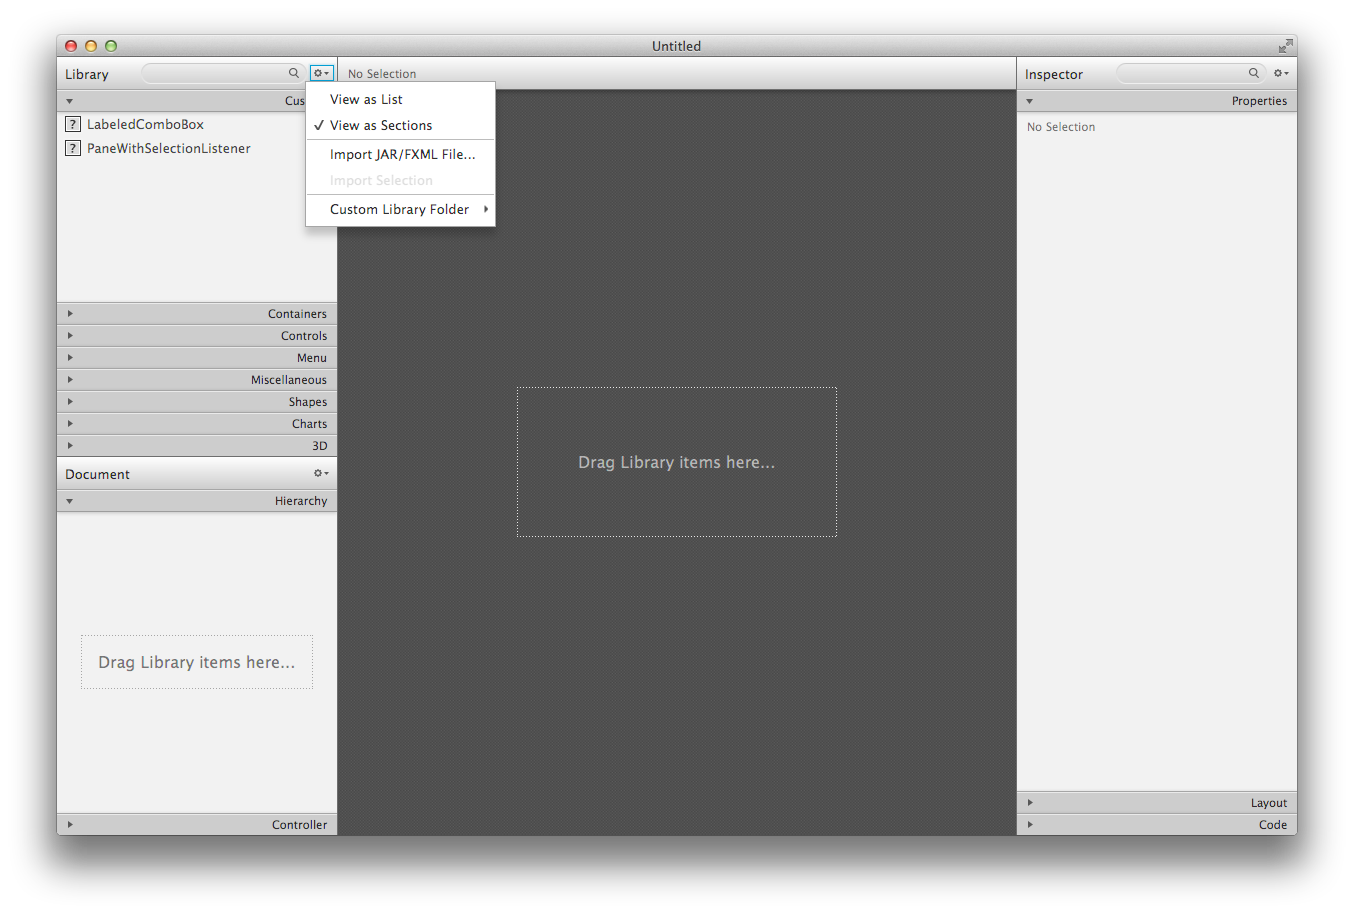 Untitled
Library
No Selection
Cus
? LabeledComboBox
? PaneWithSelectionListener
View as List
✓ View as Sections
Import JAR/FXML File...
Import Selection
Custom Library Folder
Containers
Controls
Menu
Miscellaneous
Shapes
Charts
3D
Document
Hierarchy
Drag Library items here...
Controller
Drag Library items here...
Inspector
Properties
No Selection
Layout
Code